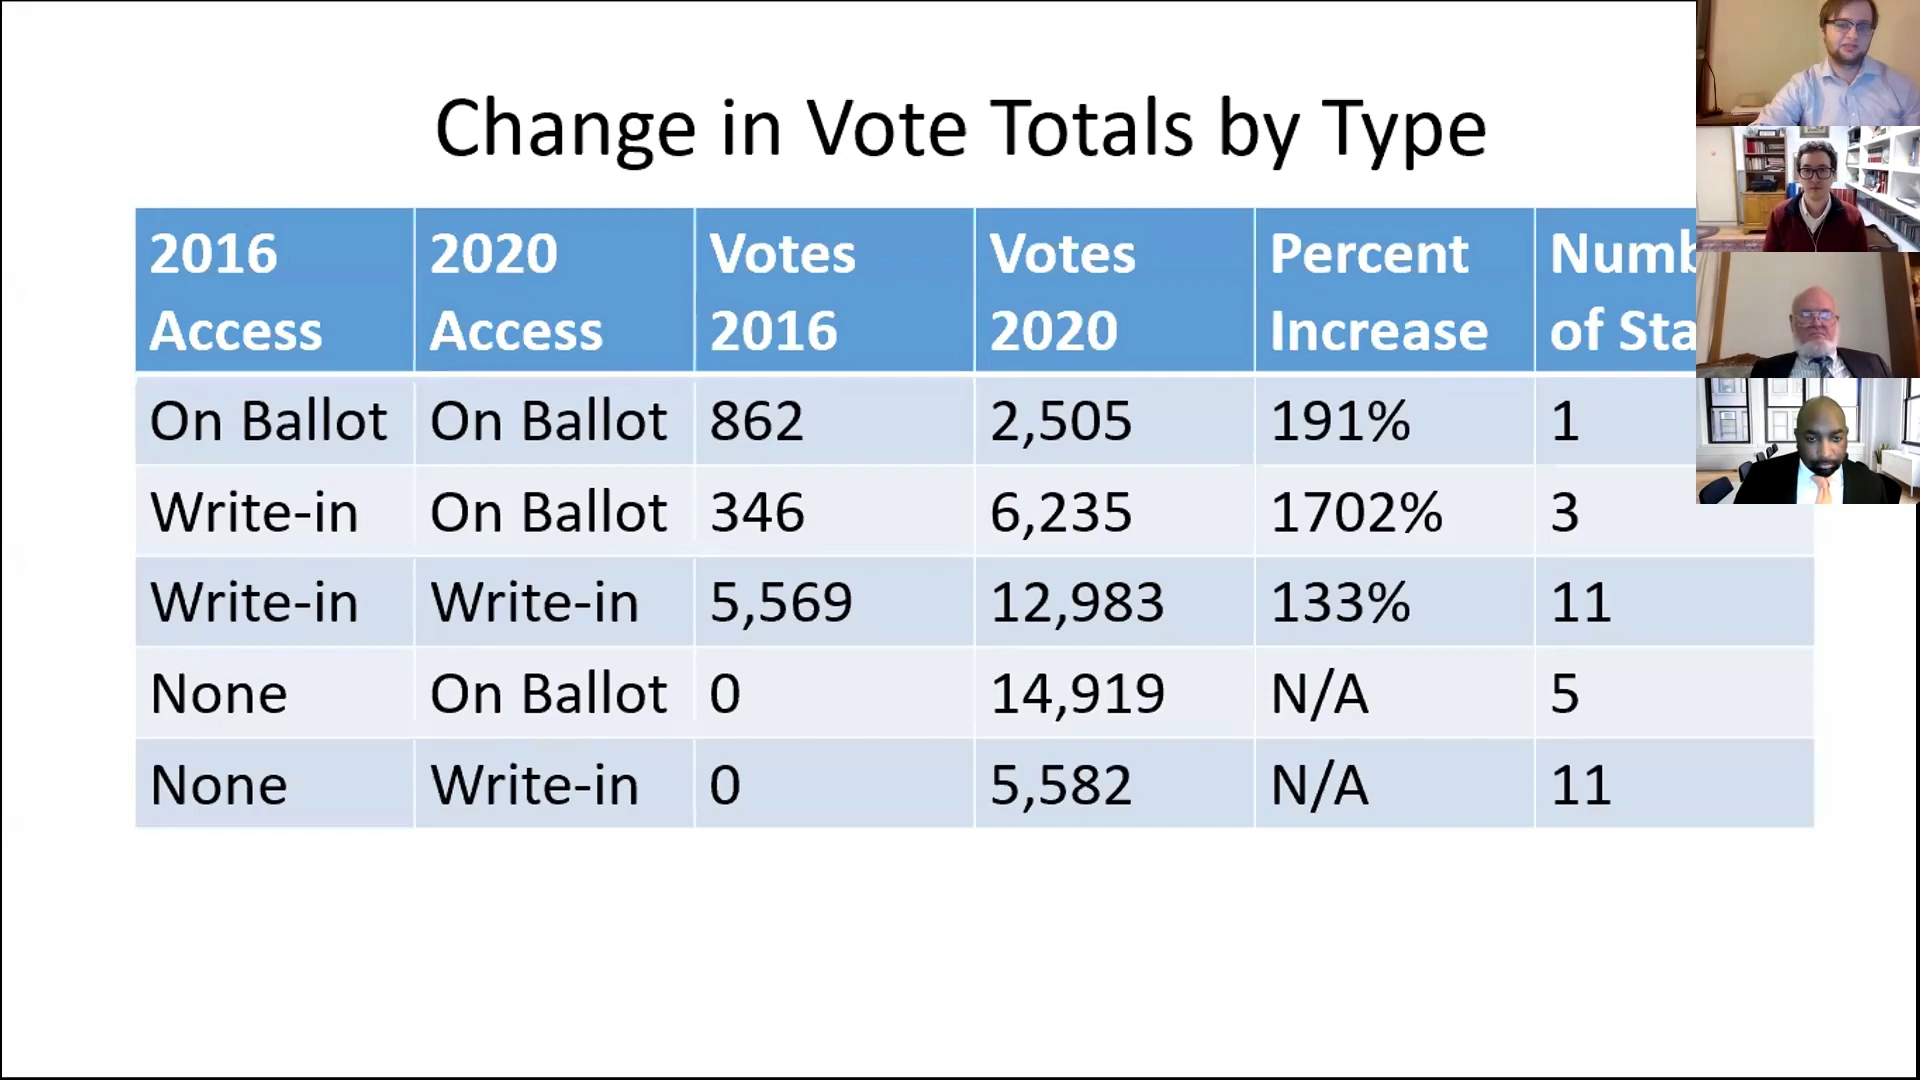 Change in Vote Totals by Type
2016 Access 2020 Access Votes 2016 Votes 2020 Percent Increase of
On Ballot On Ballot 862 2,505 191% 1
Write-in On Ballot 346 6,235 1702% 3
Write-in Write-in 5,569 12,983 133% 11
None On Ballot 0 14,919 N/A 5
None Write-in 0 5,582 N/A 11